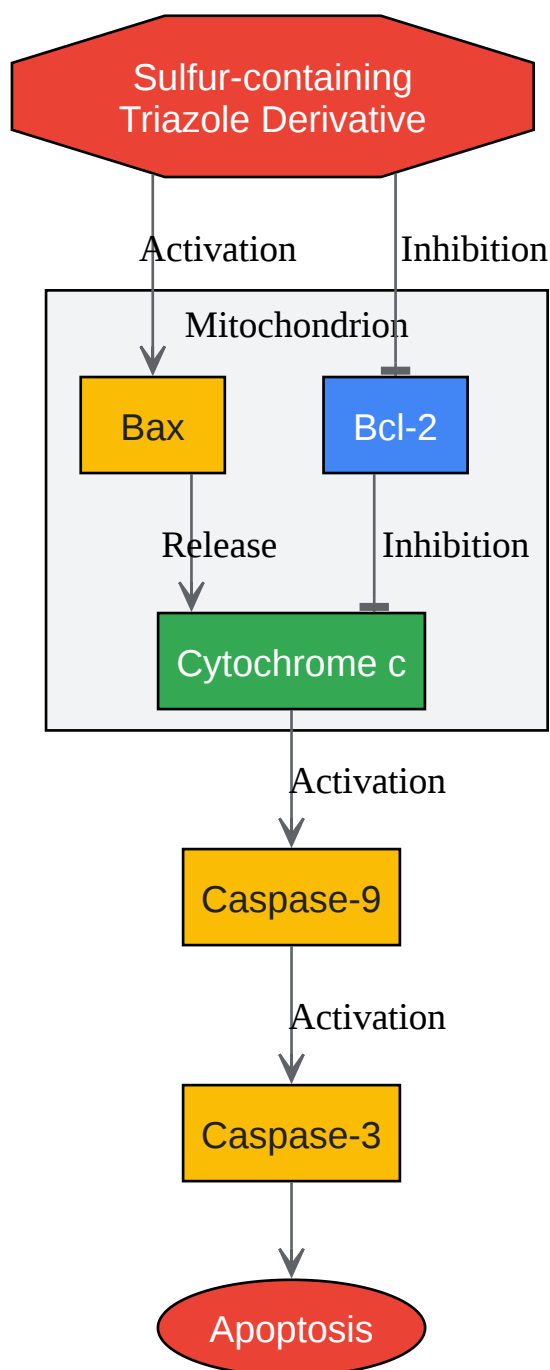 Sulfur-containing
Triazole Derivative
Activation
Inhibition
Mitochondrion
Bax
Bcl-2
Release
Inhibition
Cytochrome c
Activation
Caspase-9
Activation
Caspase-3
Apoptosis